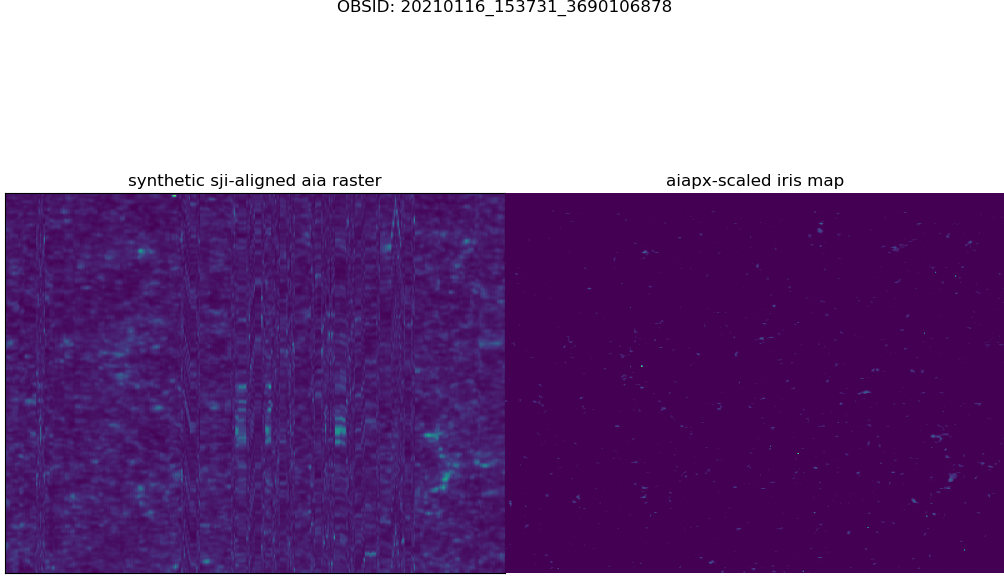 OBSID: 20210116_153731_3690106878
synthetic sji-aligned aia raster
aiapx-scaled iris map